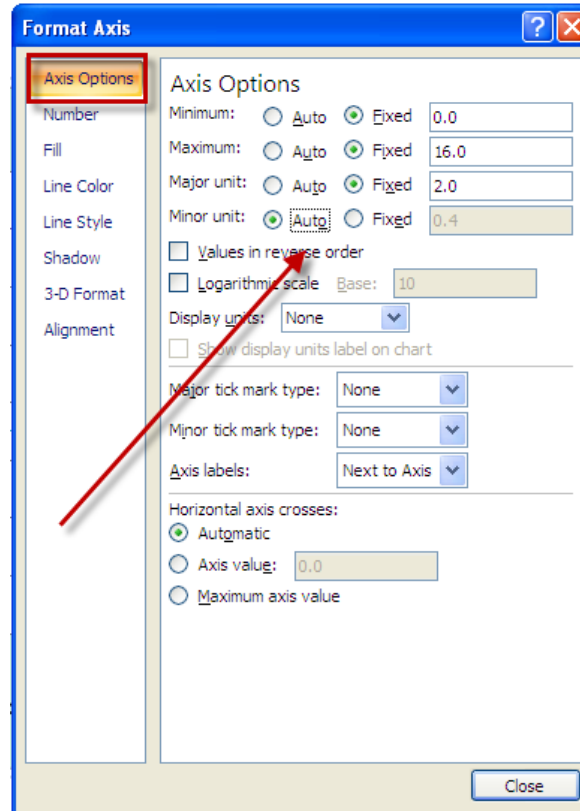 Format Axis
Axis Options
Number
Fill
Line Color
Line Style
Shadow
3-D Format
Alignment
Axis Options
Minimum: Auto Fixed 0.0
Maximum: Auto Fixed 16.0
Major unit: Auto Fixed 2.0
Minor unit: Auto Fixed 0.4
Values in reverse order
Logarithmic scale Base: 10
Display units: None
Show display units label on chart
Major tick mark type: None
Minor tick mark type: None
Axis labels: Next to Axis
Horizontal axis crosses:
Automatic
Axis value: 0.0
Maximum axis value
Close